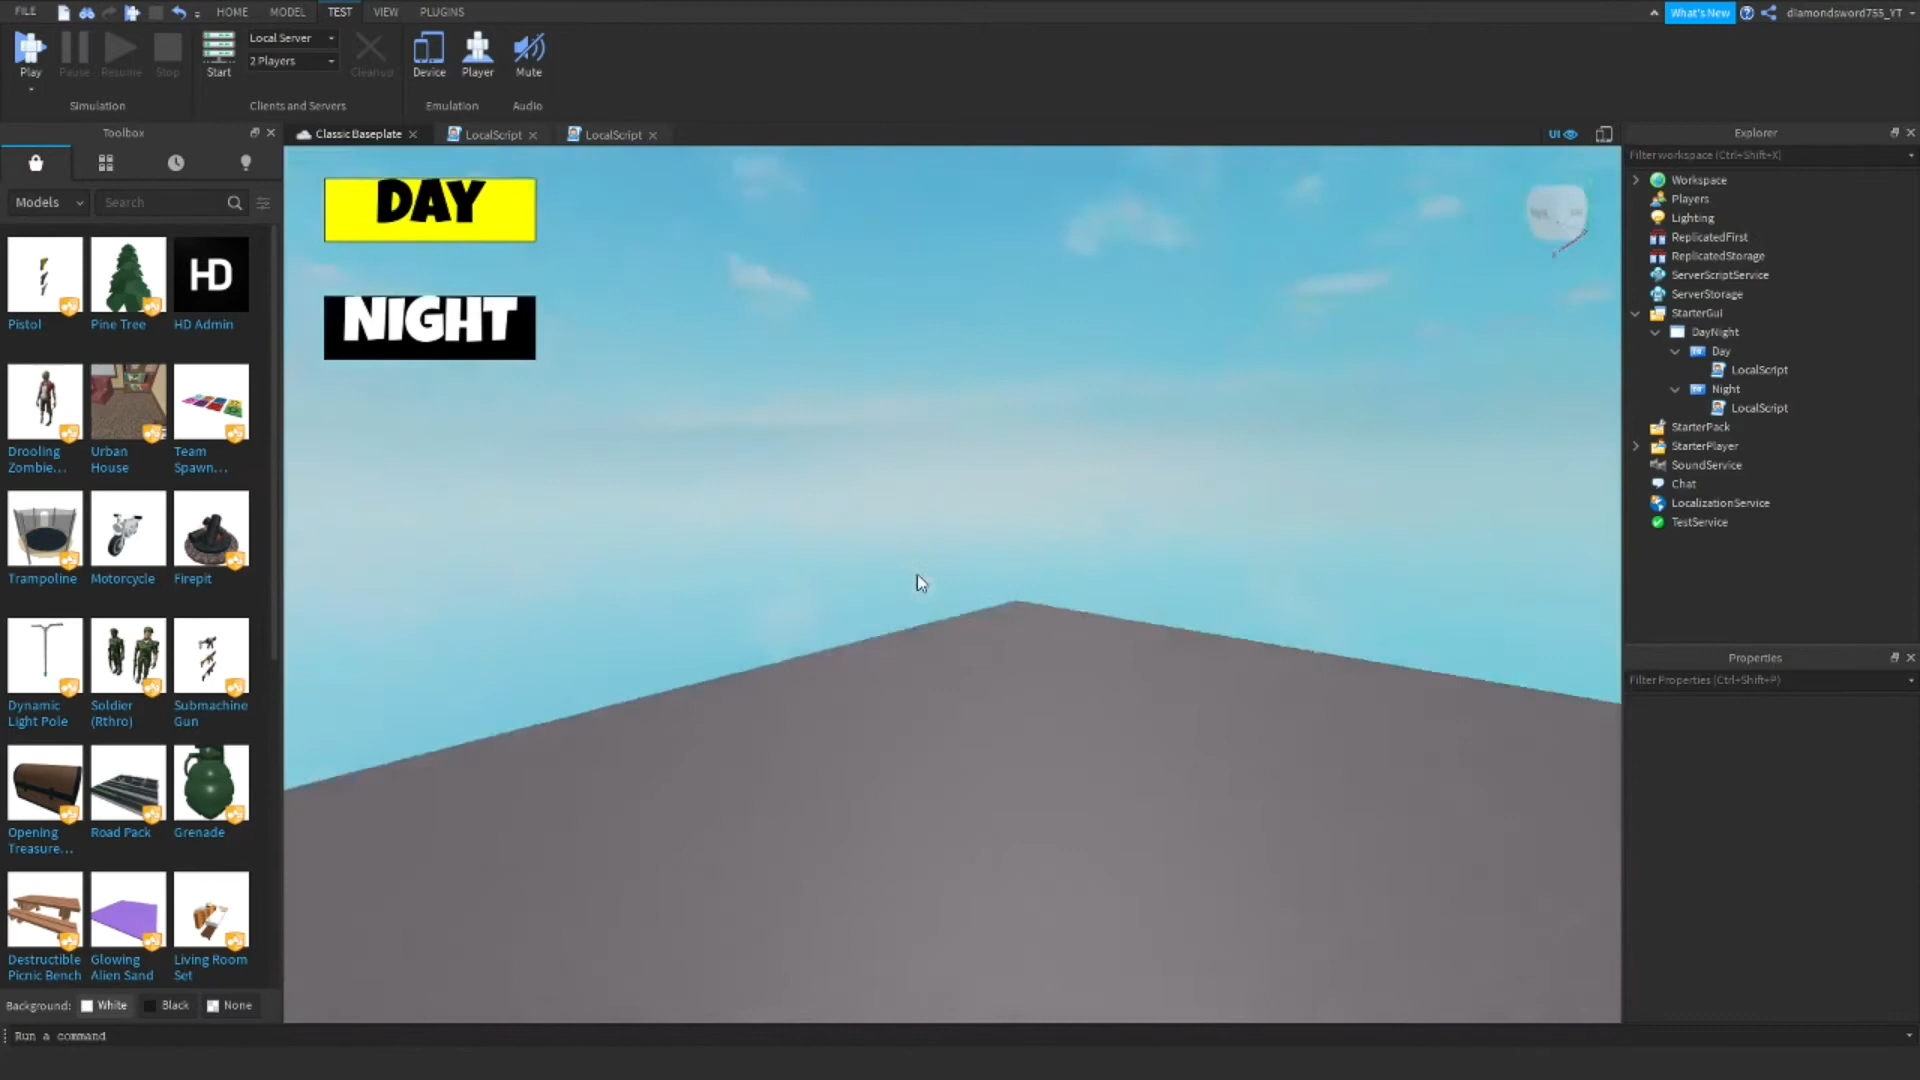 FILE HOME MODEL TEST VIEW PLUGINS What's New diamondsword755_YT
Play Pause Resume Stop Start Local Server 2 Players Cleanup Device Player Mute
Simulation Clients and Servers Emulation Audio
Toolbox
Models Search
Pistol Pine Tree HD Admin
HD
Drooling Zombie... Urban House Team Spawn...
Trampoline Motorcycle Firepit
Dynamic Light Pole Soldier (Rthro) Submachine Gun
Opening Treasure... Road Pack Grenade
Destructible Picnic Bench Glowing Alien Sand Living Room Set
Background: White Black None
Run a command
Classic Baseplate LocalScript LocalScript UI
DAY
NIGHT
Explorer
Filter workspace (Ctrl+Shift+X)
Workspace
Players
Lighting
ReplicatedFirst
ReplicatedStorage
ServerScriptService
ServerStorage
StarterGui
DayNight
Day
LocalScript
Night
LocalScript
StarterPack
StarterPlayer
SoundService
Chat
LocalizationService
TestService
Properties
Filter Properties (Ctrl+Shift+P)